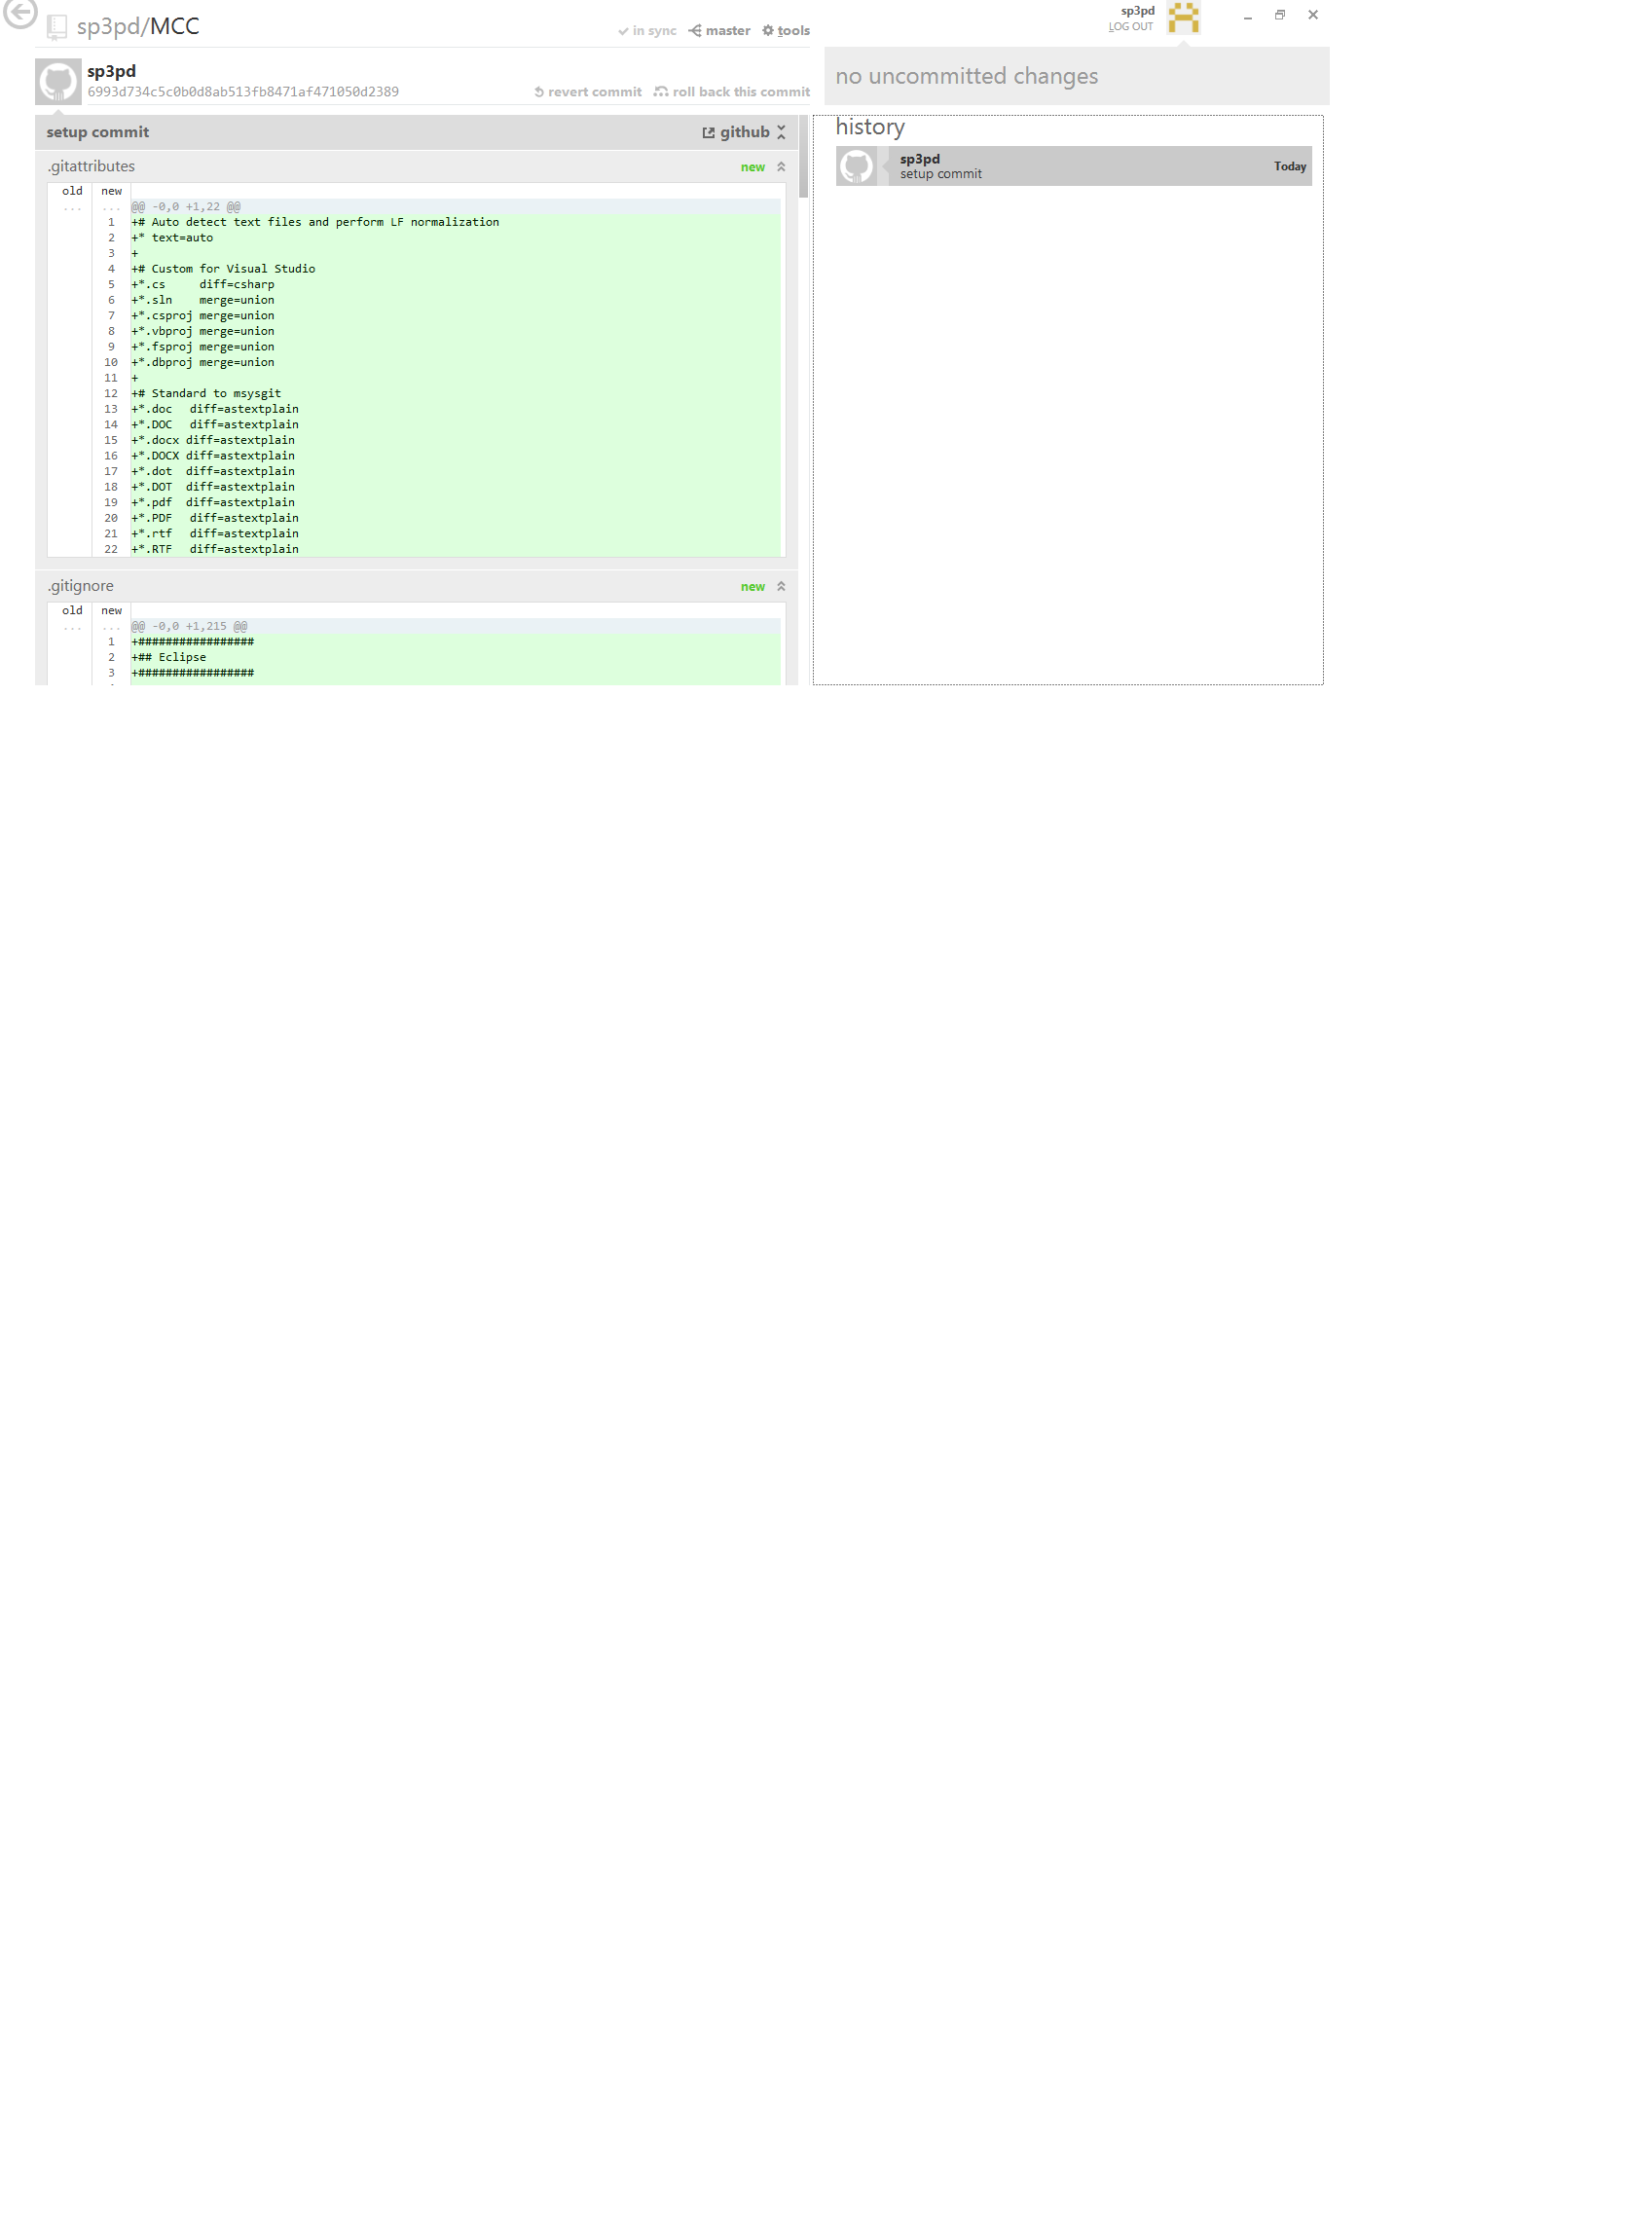 sp3pd/MCC
in sync master tools
sp3pd
LOG OUT
sp3pd
6993d734c5c0b0d8ab513fb8471af471050d2389
revert commit roll back this commit
no uncommitted changes
setup commit github
.gitattributes new
old new
... ... @@ -0,0 +1,22 @@
1 +# Auto detect text files and perform LF normalization
2 +* text=auto
3 +
4 +# Custom for Visual Studio
5 +*.cs diff=csharp
6 +*.sln merge=union
7 +*.csproj merge=union
8 +*.vbproj merge=union
9 +*.fsproj merge=union
10 +*.dbproj merge=union
11 +
12 +# Standard to msysgit
13 +*.doc diff=astextplain
14 +*.DOC diff=astextplain
15 +*.docx diff=astextplain
16 +*.DOCX diff=astextplain
17 +*.dot diff=astextplain
18 +*.DOT diff=astextplain
19 +*.pdf diff=astextplain
20 +*.PDF diff=astextplain
21 +*.rtf diff=astextplain
22 +*.RTF diff=astextplain
.gitignore new
old new
... ... @@ -0,0 +1,215 @@
1 +#################
2 +## Eclipse
3 +#################
history
sp3pd
setup commit
Today